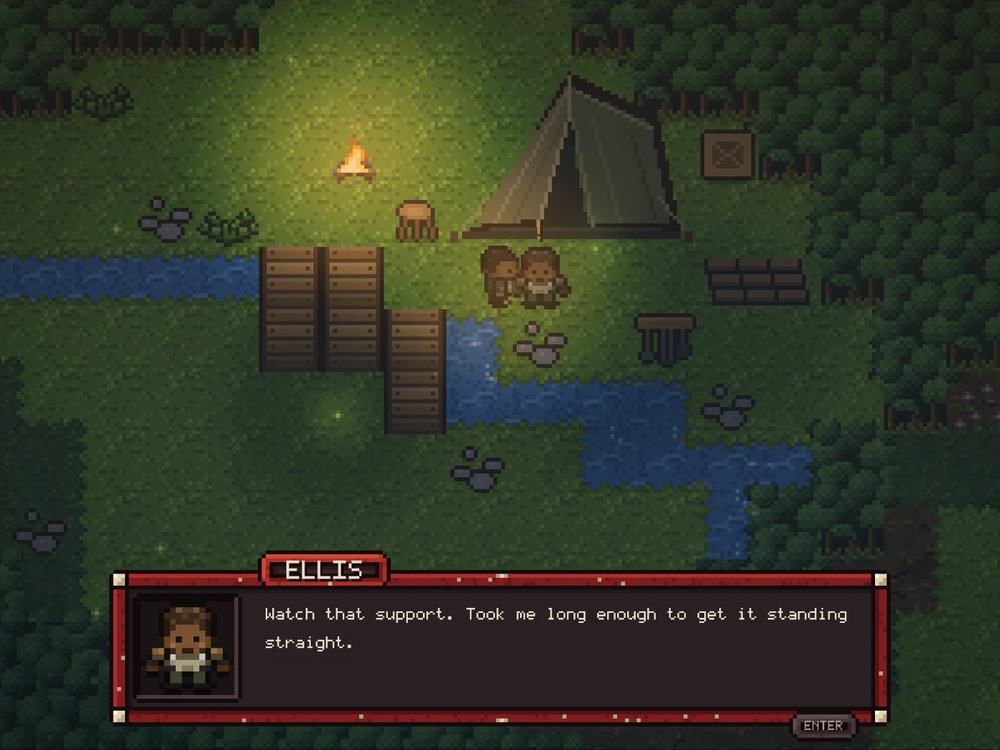 ELLIS
Watch that support. Took me long enough to get it standing
straight.
ENTER